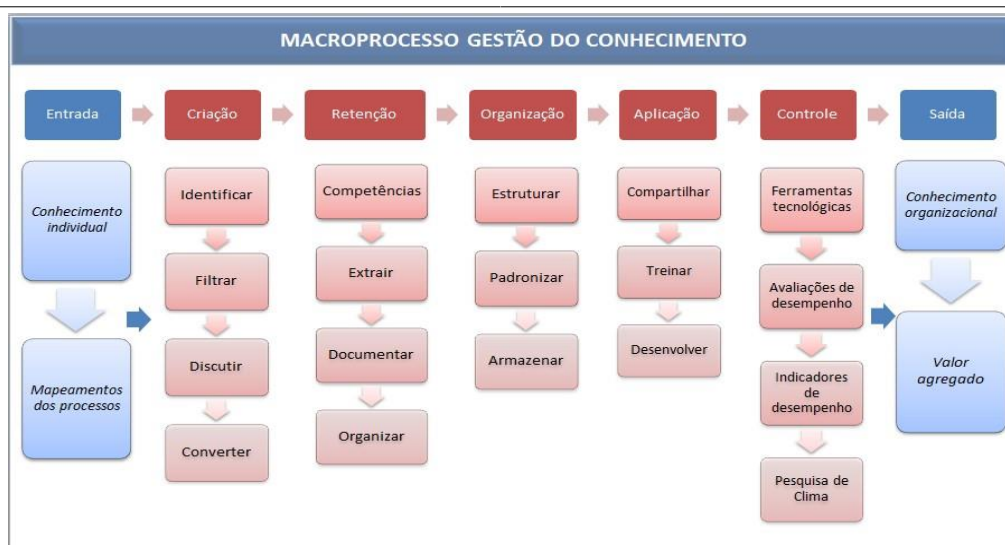 MACROPROCESSO GESTÃO DO CONHECIMENTO
Entrada
Criação
Retenção
Organização
Aplicação
Controle
Saída
Conhecimento
individual
Mapeamentos
dos processos
Identificar
Filtrar
Discutir
Converter
Competências
Extrair
Documentar
Organizar
Estruturar
Padronizar
Armazenar
Compartilhar
Treinar
Desenvolver
Ferramentas
tecnológicas
Avaliações de
desempenho
Indicadores
de
desempenho
Pesquisa de
Clima
Conhecimento
organizacional
Valor
agregado